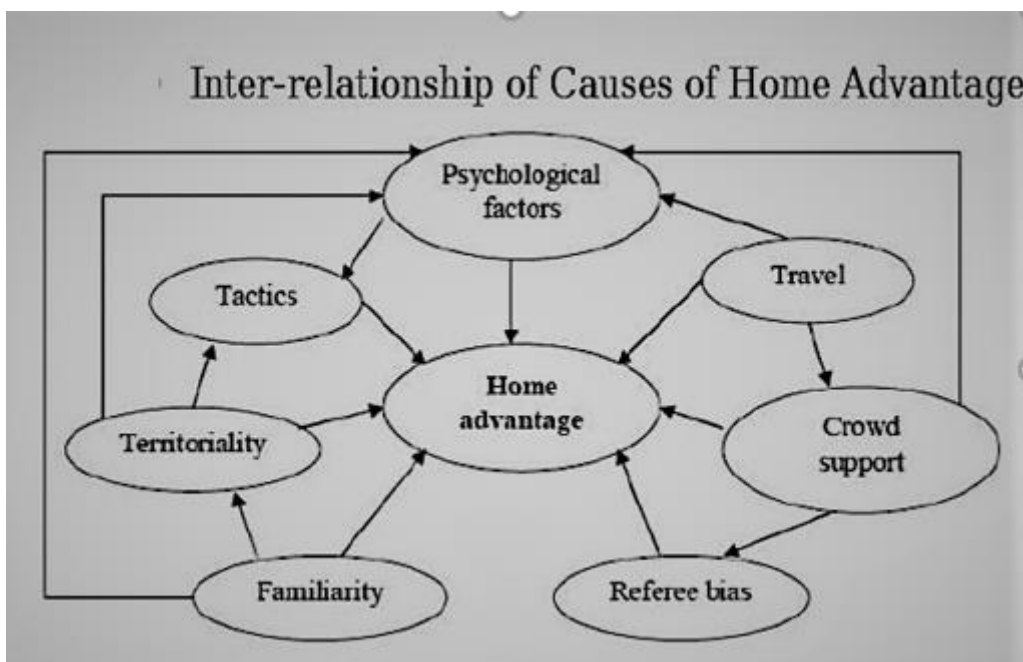 Inter-relationship of Causes of Home Advantage
Psychological
factors
Tactics
Travel
Home
advantage
Territoriality
Crowd
support
Familiarity
Referee bias